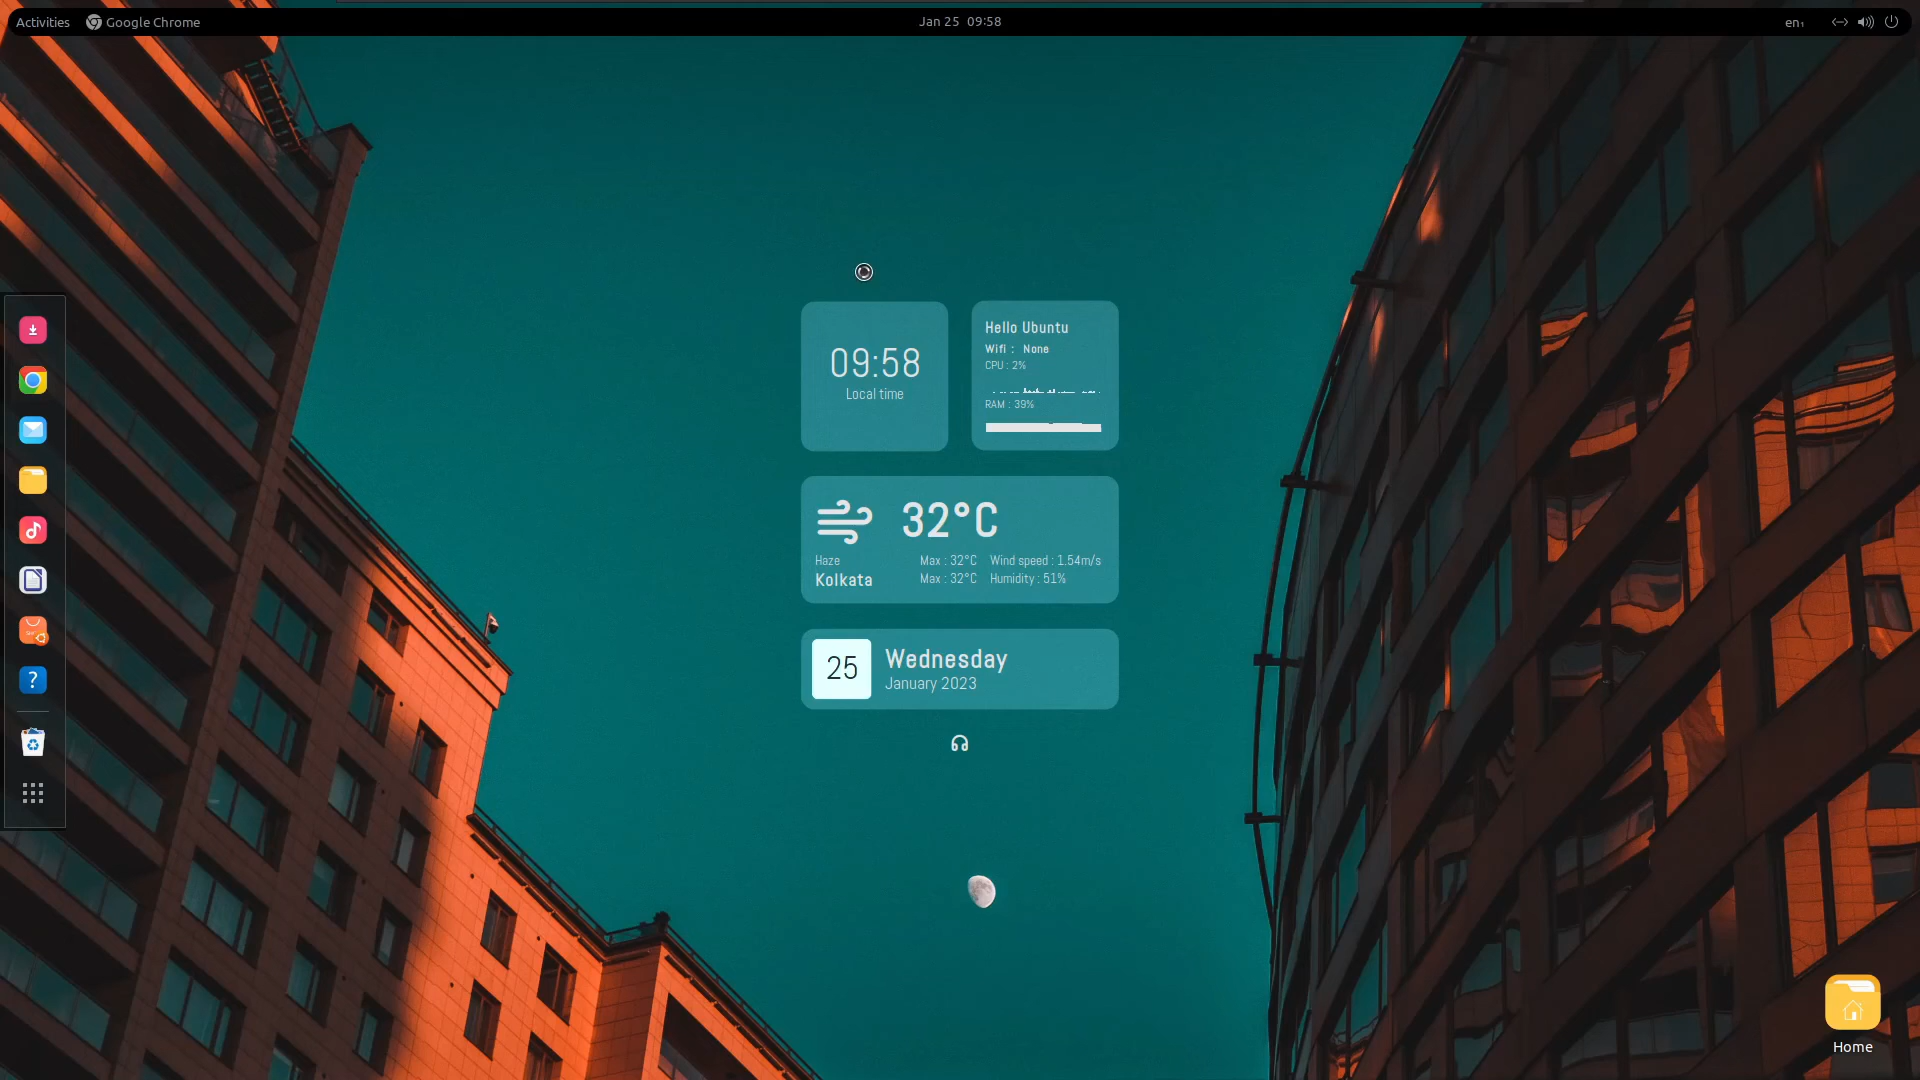 Activities
Google Chrome
Jan 25 09:58
en₁
09:58
Local time
Hello Ubuntu
Wifi : None
CPU : 2%
RAM : 39%
32°C
Haze
Kolkata
Max : 32°C
Wind speed : 1.54m/s
Max : 32°C
Humidity : 51%
25
Wednesday
January 2023
?
Home